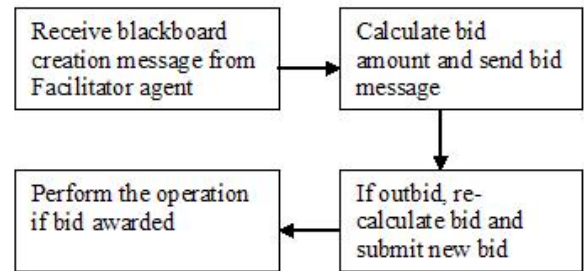 Receive blackboard
creation message from
Facilitator agent
Calculate bid
amount and send bid
message
If outbid, re-
calculate bid and
submit new bid
Perform the operation
if bid awarded